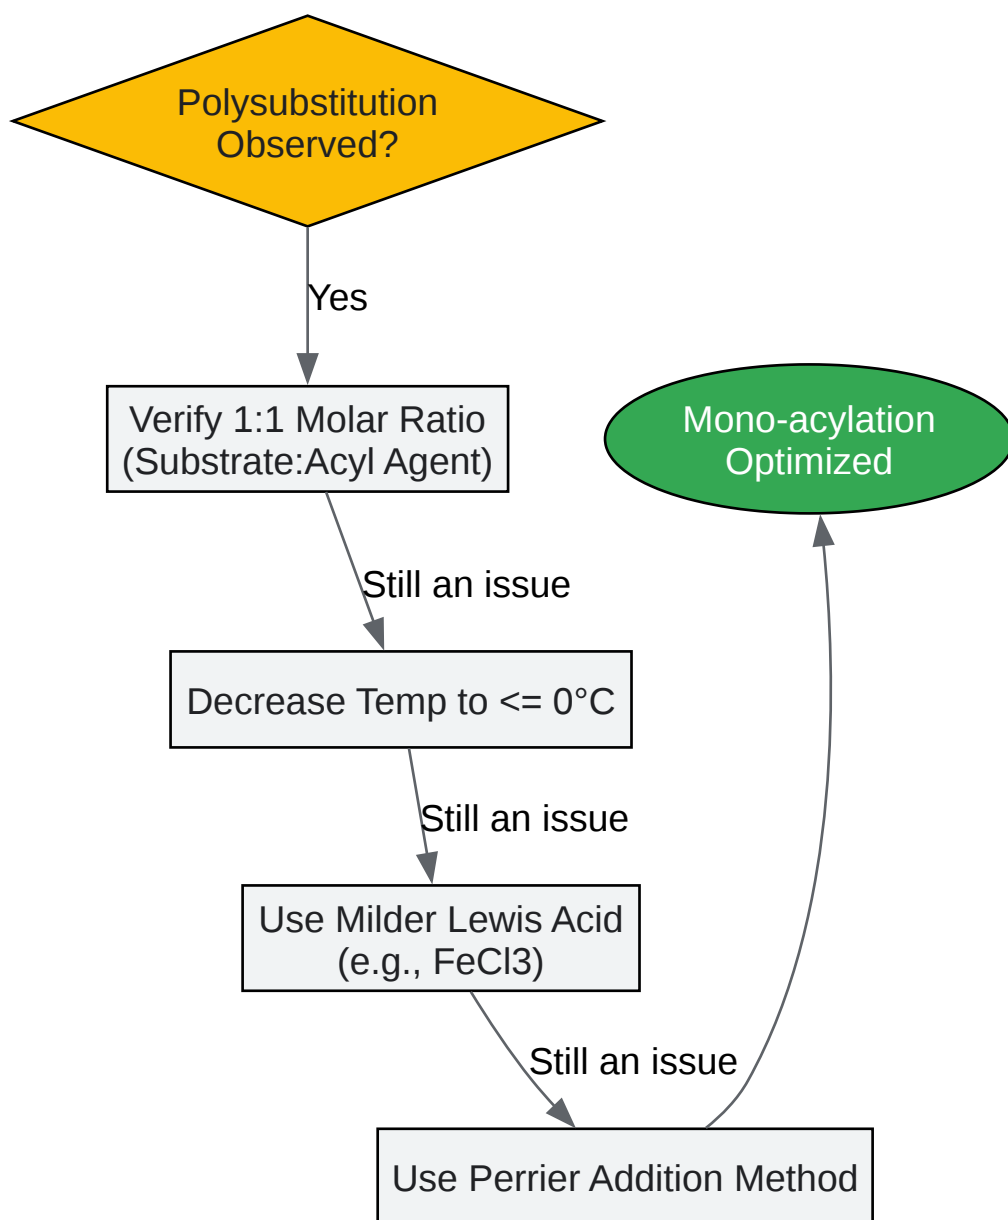 Polysubstitution
Observed?
Yes
Verify 1:1 Molar Ratio
(Substrate:Acyl Agent)
Mono-acylation
Optimized
Still an issue
Decrease Temp to <= 0°C
Still an issue
Use Milder Lewis Acid
(e.g., FeCl3)
Still an issue
Use Perrier Addition Method